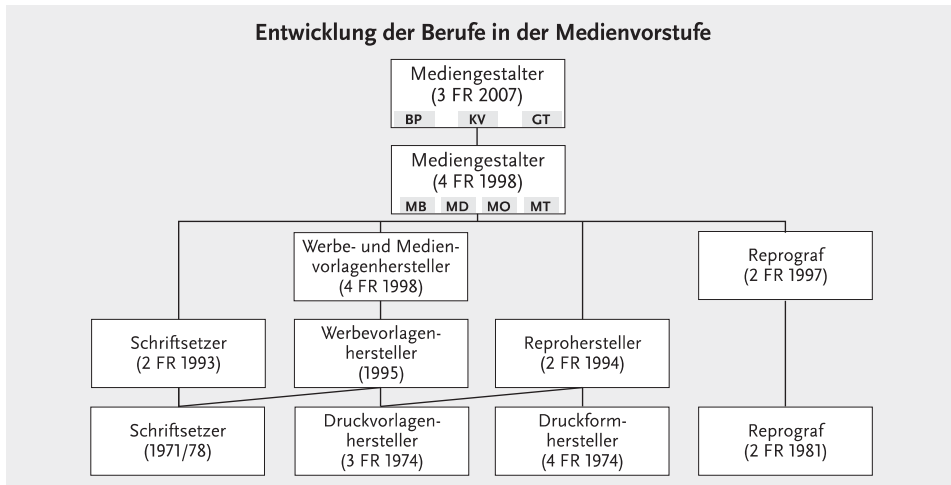 Entwicklung der Berufe in der Medienvorstufe
Mediengestalter
(3 FR 2007)
BP KV GT
Mediengestalter
(4 FR 1998)
MB MD MO MT
Werbe- und Medien-
vorlagenhersteller
(4 FR 1998)
Reprograf
(2 FR 1997)
Schriftsetzer
(2 FR 1993)
Werbevorlagen-
hersteller
(1995)
Reprohersteller
(2 FR 1994)
Schriftsetzer
(1971/78)
Druckvorlagen-
hersteller
(3 FR 1974)
Druckform-
hersteller
(4 FR 1974)
Reprograf
(2 FR 1981)